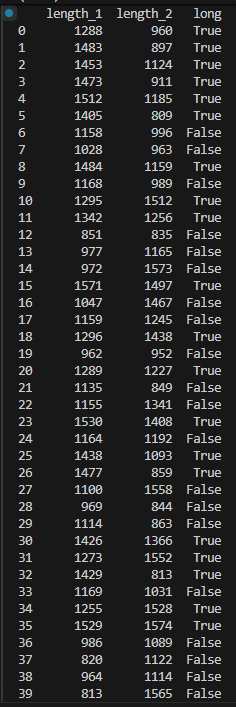 length_1 length_2 long
0 1288 960 True
1 1483 897 True
2 1453 1124 True
3 1473 911 True
4 1512 1185 True
5 1405 809 True
6 1158 996 False
7 1028 963 False
8 1484 1159 True
9 1168 989 False
10 1295 1512 True
11 1342 1256 True
12 851 835 False
13 977 1165 False
14 972 1573 False
15 1571 1497 True
16 1047 1467 False
17 1159 1245 False
18 1296 1438 True
19 962 952 False
20 1289 1227 True
21 1135 849 False
22 1155 1341 False
23 1530 1408 True
24 1164 1192 False
25 1438 1093 True
26 1477 859 True
27 1100 1558 False
28 969 844 False
29 1114 863 False
30 1426 1366 True
31 1273 1552 True
32 1429 813 True
33 1169 1031 False
34 1255 1528 True
35 1529 1574 True
36 986 1089 False
37 820 1122 False
38 964 1114 False
39 813 1565 False